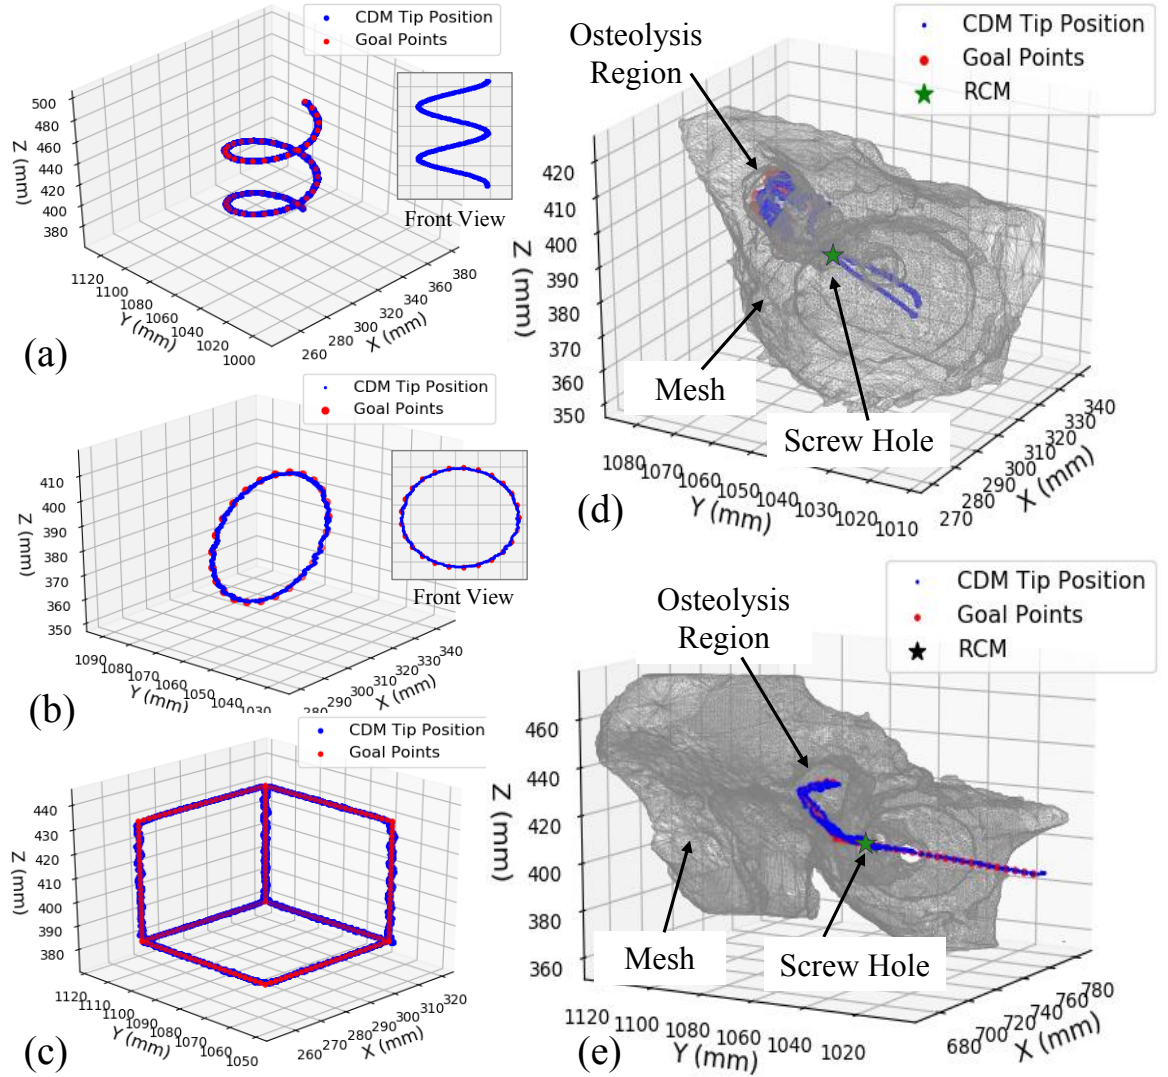 CDM Tip Position
Goal Points
Z (mm)
500
480
460
440
420
400
380
1120
1100
1080
1060
1040
1020
1000
Y (mm)
260
280
300
320
340
360
380
X (mm)
Front View
(a)
CDM Tip Position
Goal Points
Z (mm)
410
400
390
380
370
360
350
1090
1080
1070
1060
1050
1040
1030
Y (mm)
280
290
300
310
320
330
340
X (mm)
Front View
(b)
CDM Tip Position
Goal Points
Z (mm)
440
430
420
410
400
390
380
1120
1110
1100
1090
1080
1070
1060
1050
Y (mm)
260
270
280
290
300
310
320
X (mm)
(c)
Osteolysis
Region
CDM Tip Position
Goal Points
RCM
Z (mm)
420
410
400
390
380
370
360
350
Mesh
Screw Hole
1080
1070
1060
1050
1040
1030
1020
1010
Y (mm)
270
280
290
300
310
320
330
340
X (mm)
(d)
Osteolysis
Region
CDM Tip Position
Goal Points
RCM
Z (mm)
460
440
420
400
380
360
Mesh
Screw Hole
1120
1100
1080
1060
1040
1020
Y (mm)
680
700
720
740
760
780
X (mm)
(e)